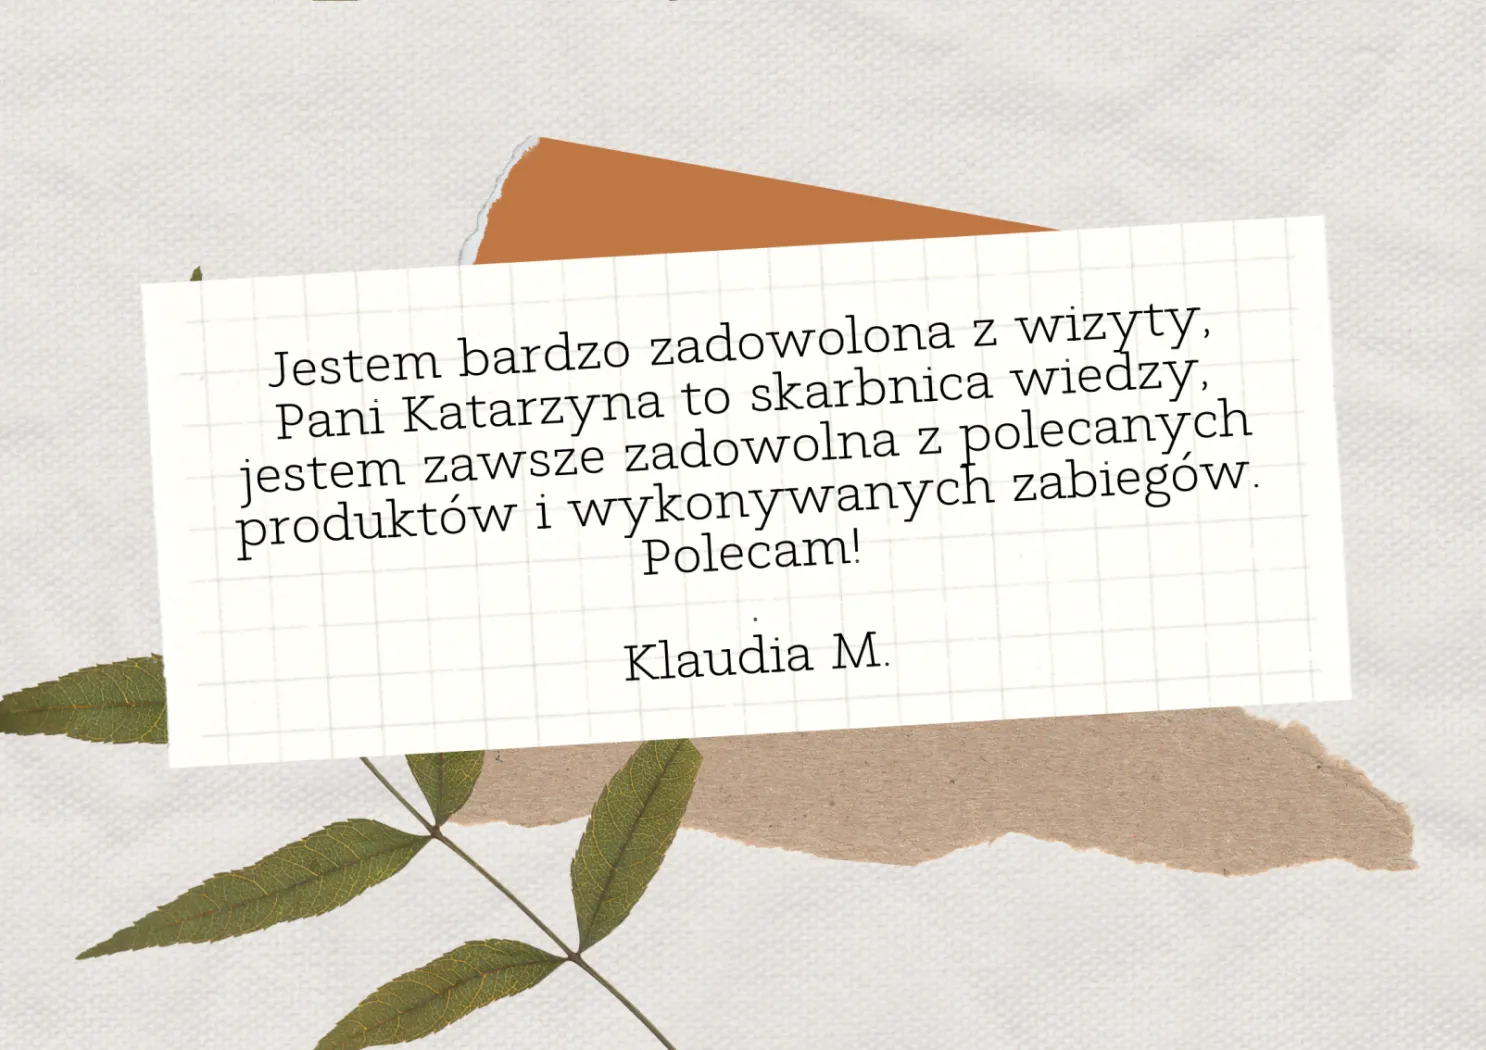 Jestem bardzo zadowolona z wizyty,
Pani Katarzyna to skarbnica wiedzy,
jestem zawsze zadowolna z polecanych
produktów i wykonywanych zabiegów.
Polecam!
.
Klaudia M.